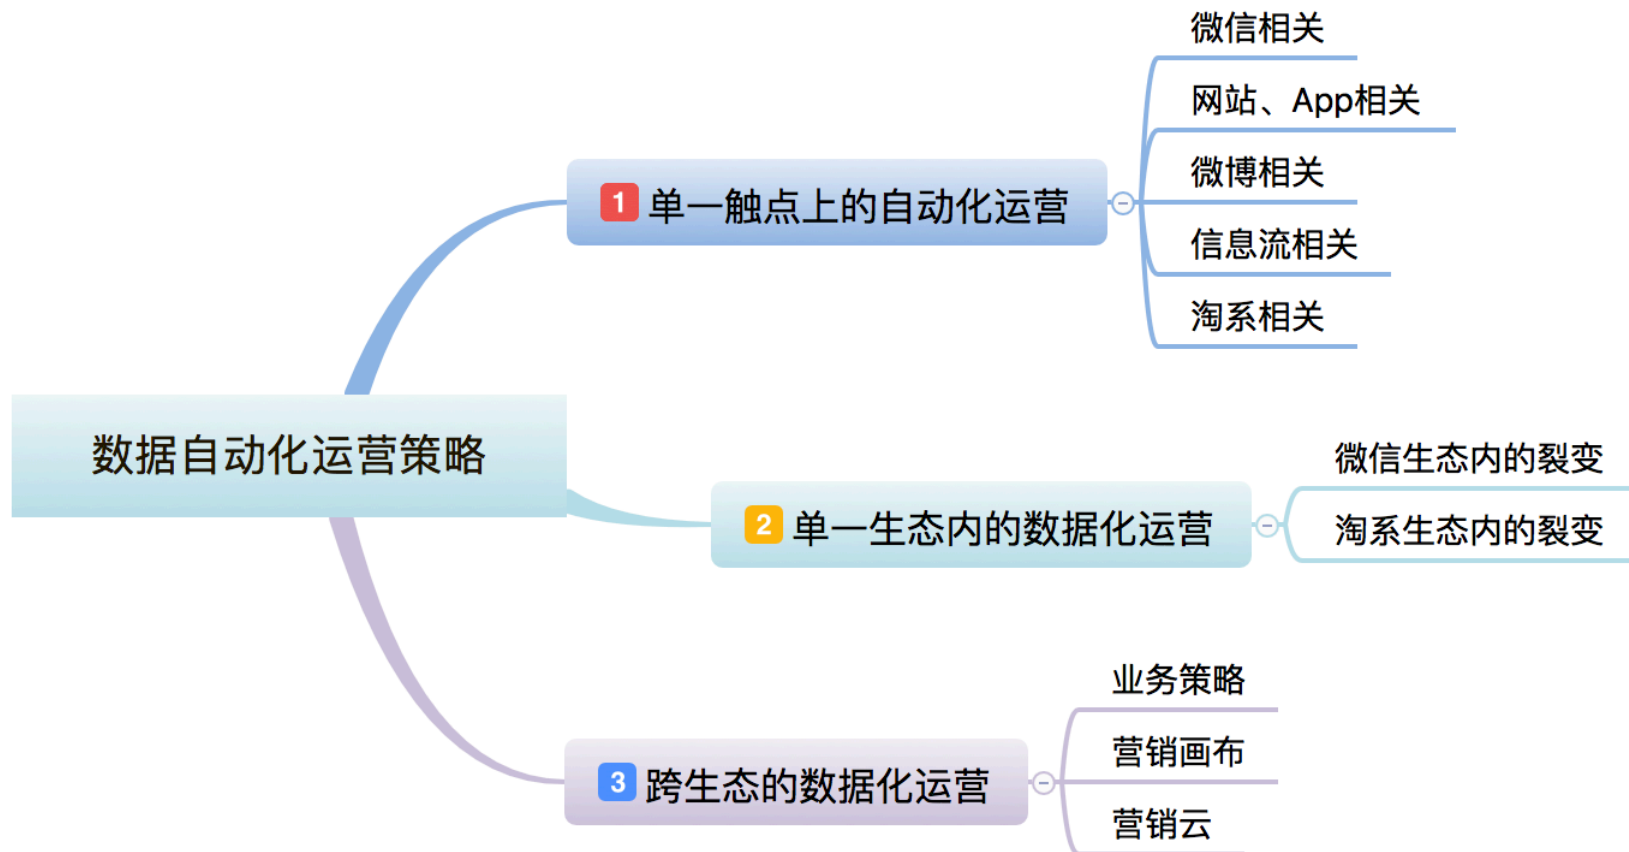 数据自动化运营策略
1 单一触点上的自动化运营
微信相关
网站、App相关
微博相关
信息流相关
淘系相关
2 单一生态内的数据化运营
微信生态内的裂变
淘系生态内的裂变
3 跨生态的数据化运营
业务策略
营销画布
营销云